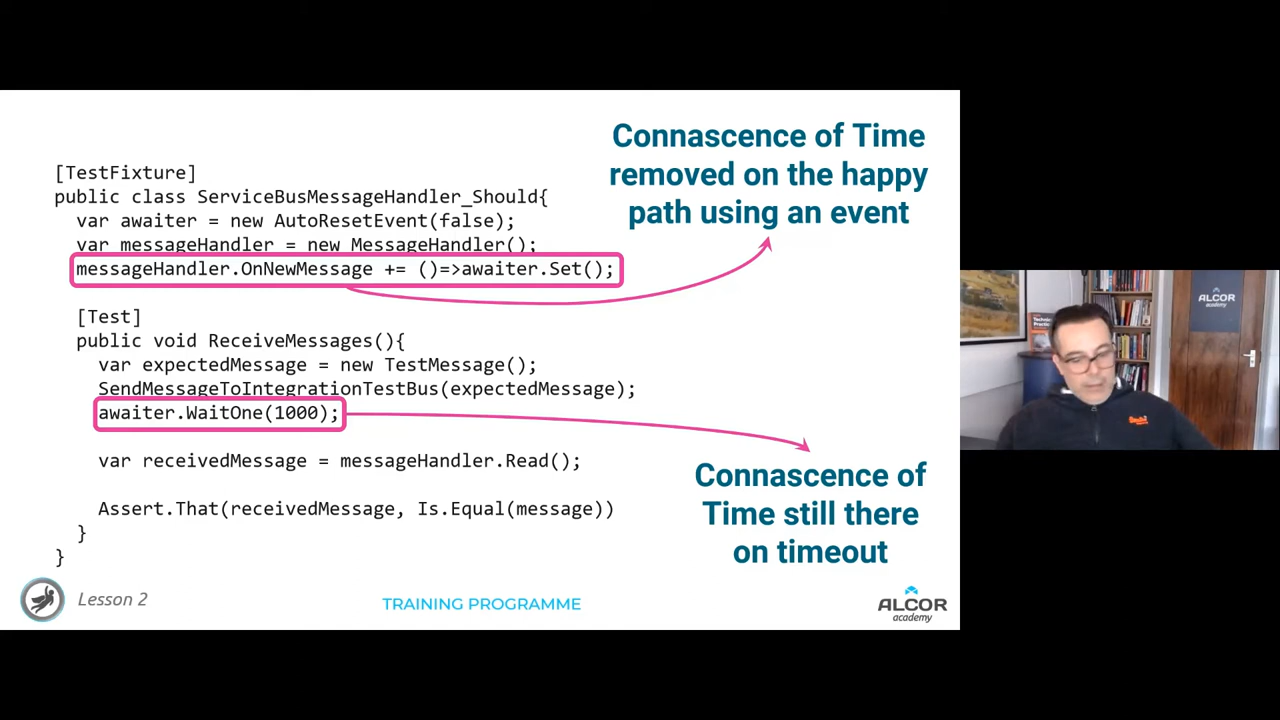 Connascence of Time
removed on the happy
path using an event
[TestFixture]
public class ServiceBusMessageHandler_Should{
var awaiter = new AutoResetEvent(false);
var messageHandler = new MessageHandler();
messageHandler.OnNewMessage += ()=>awaiter.Set();
[Test]
public void ReceiveMessages(){
var expectedMessage = new TestMessage();
SendMessageToIntegrationTestBus(expectedMessage);
awaiter.WaitOne(1000);
var receivedMessage = messageHandler.Read();
Assert.That(receivedMessage, Is.Equal(message))
}
}
Connascence of
Time still there
on timeout
Lesson 2
TRAINING PROGRAMME
ALCOR
academy
ALCOR
academy